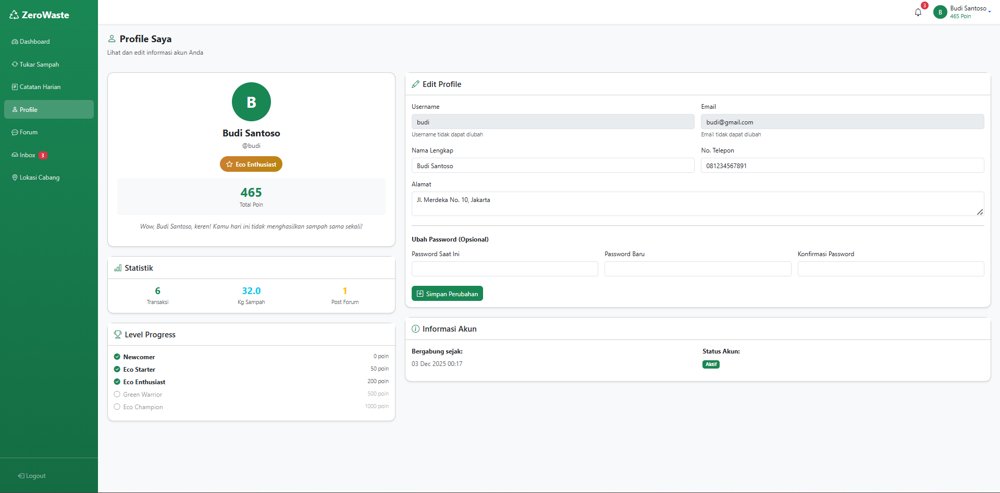 ZeroWaste
Dashboard
Tukar Sampah
Catatan Harian
Profile
Forum
Inbox 3
Lokasi Cabang
Logout
3
B
Budi Santoso
465 Poin
Profile Saya
Lihat dan edit informasi akun Anda
B
Budi Santoso
@budi
Eco Enthusiast
465
Total Poin
Wow, Budi Santoso, keren! Kamu hari ini tidak menghasilkan sampah sama sekali!
Statistik
6 32.0 1
Transaksi Kg Sampah Post Forum
Level Progress
Newcomer 0 poin
Eco Starter 50 poin
Eco Enthusiast 200 poin
Green Warrior 500 poin
Eco Champion 1000 poin
Edit Profile
Username Email
budi budi@gmail.com
Username tidak dapat diubah Email tidak dapat diubah
Nama Lengkap No. Telepon
Budi Santoso 081234567891
Alamat
Jl. Merdeka No. 10, Jakarta
Ubah Password (Opsional)
Password Saat Ini Password Baru Konfirmasi Password
Simpan Perubahan
Informasi Akun
Bergabung sejak: Status Akun:
03 Dec 2025 00:17 Aktif